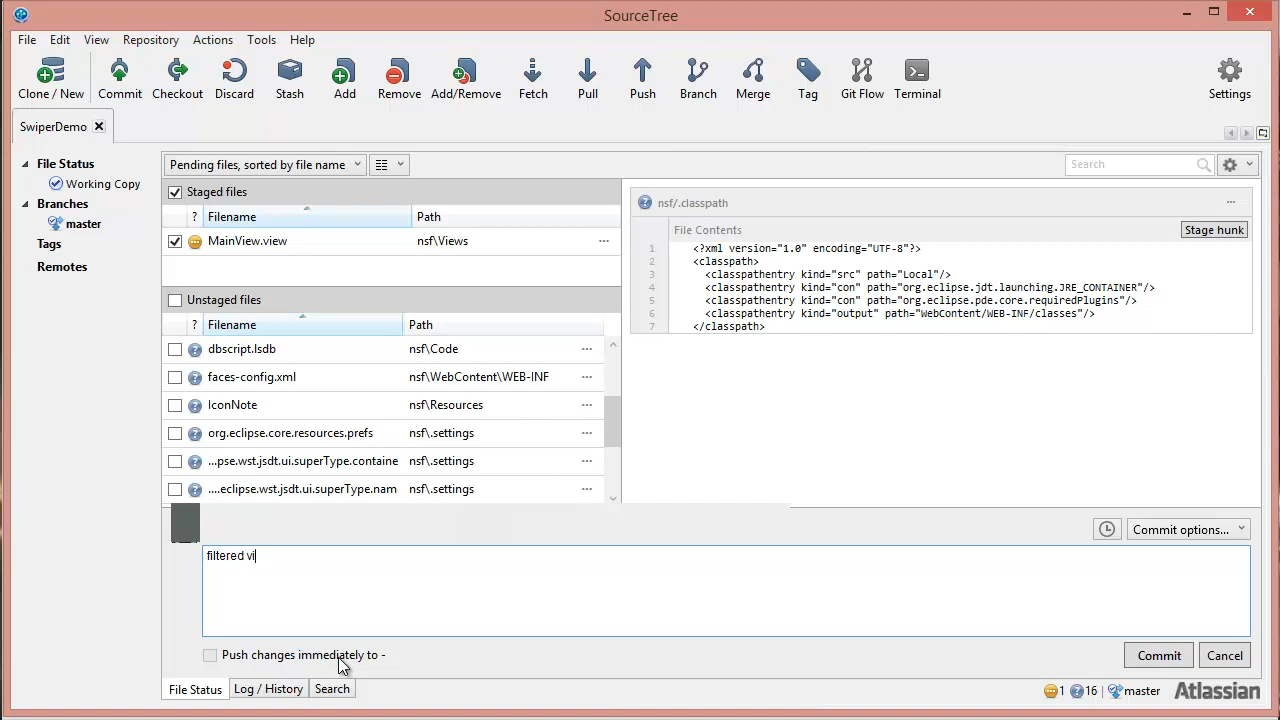 SourceTree
File Edit View Repository Actions Tools Help
Clone / New Commit Checkout Discard Stash Add Remove Add/Remove Fetch Pull Push Branch Merge Tag Git Flow Terminal Settings
SwiperDemo
File Status
Working Copy
Branches
master
Tags
Remotes
Pending files, sorted by file name
Search
Staged files
? Filename Path
MainView.view nsf\Views ...
Unstaged files
? Filename Path
dbscript.lsdb nsf\Code ...
faces-config.xml nsf\WebContent\WEB-INF ...
IconNote nsf\Resources ...
org.eclipse.core.resources.prefs nsf\.settings ...
...pse.wst.jsdt.ui.superType.containe nsf\.settings ...
....eclipse.wst.jsdt.ui.superType.nam nsf\.settings ...
nsf/.classpath ...
File Contents Stage hunk
1 <?xml version="1.0" encoding="UTF-8"?>
2 <classpath>
3 <classpathentry kind="src" path="Local"/>
4 <classpathentry kind="con" path="org.eclipse.jdt.launching.JRE_CONTAINER"/>
5 <classpathentry kind="con" path="org.eclipse.pde.core.requiredPlugins"/>
6 <classpathentry kind="output" path="WebContent/WEB-INF/classes"/>
7 </classpath>
Commit options...
filtered vi
Push changes immediately to -
Commit Cancel
File Status Log / History Search
1 16 master Atlassian